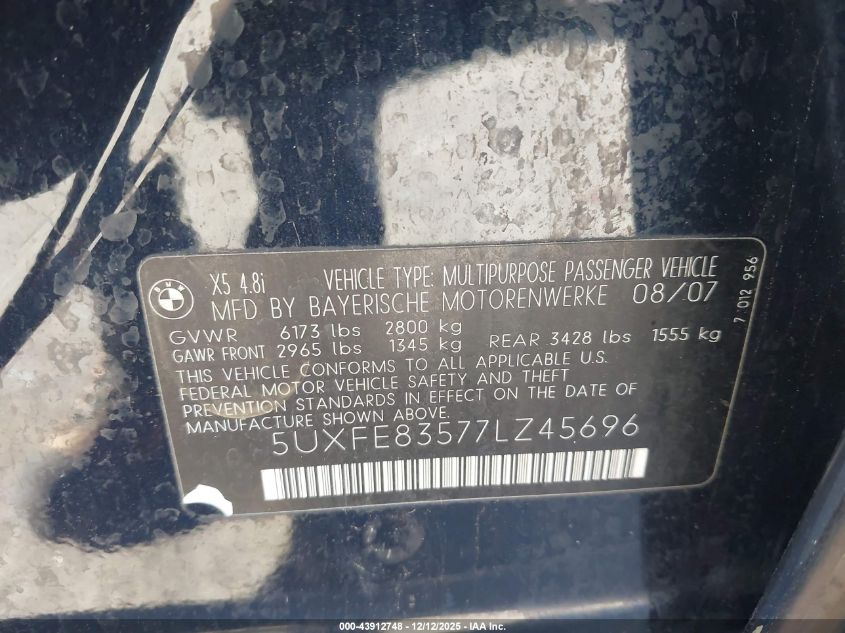 BMW
X5 4.8i VEHICLE TYPE: MULTIPURPOSE PASSENGER VEHICLE
MFD BY BAYERISCHE MOTORENWERKE 08/07
GVWR 6173 lbs 2800 kg
GAWR FRONT 2965 lbs 1345 kg REAR 3428 lbs 1555 kg
THIS VEHICLE CONFORMS TO ALL APPLICABLE U.S.
FEDERAL MOTOR VEHICLE SAFETY AND THEFT
PREVENTION STANDARDS IN EFFECT ON THE DATE OF
MANUFACTURE SHOWN ABOVE.
5UXFE83577LZ45696
7 012 956
000-43912748 - 12/12/2025 - IAA Inc.